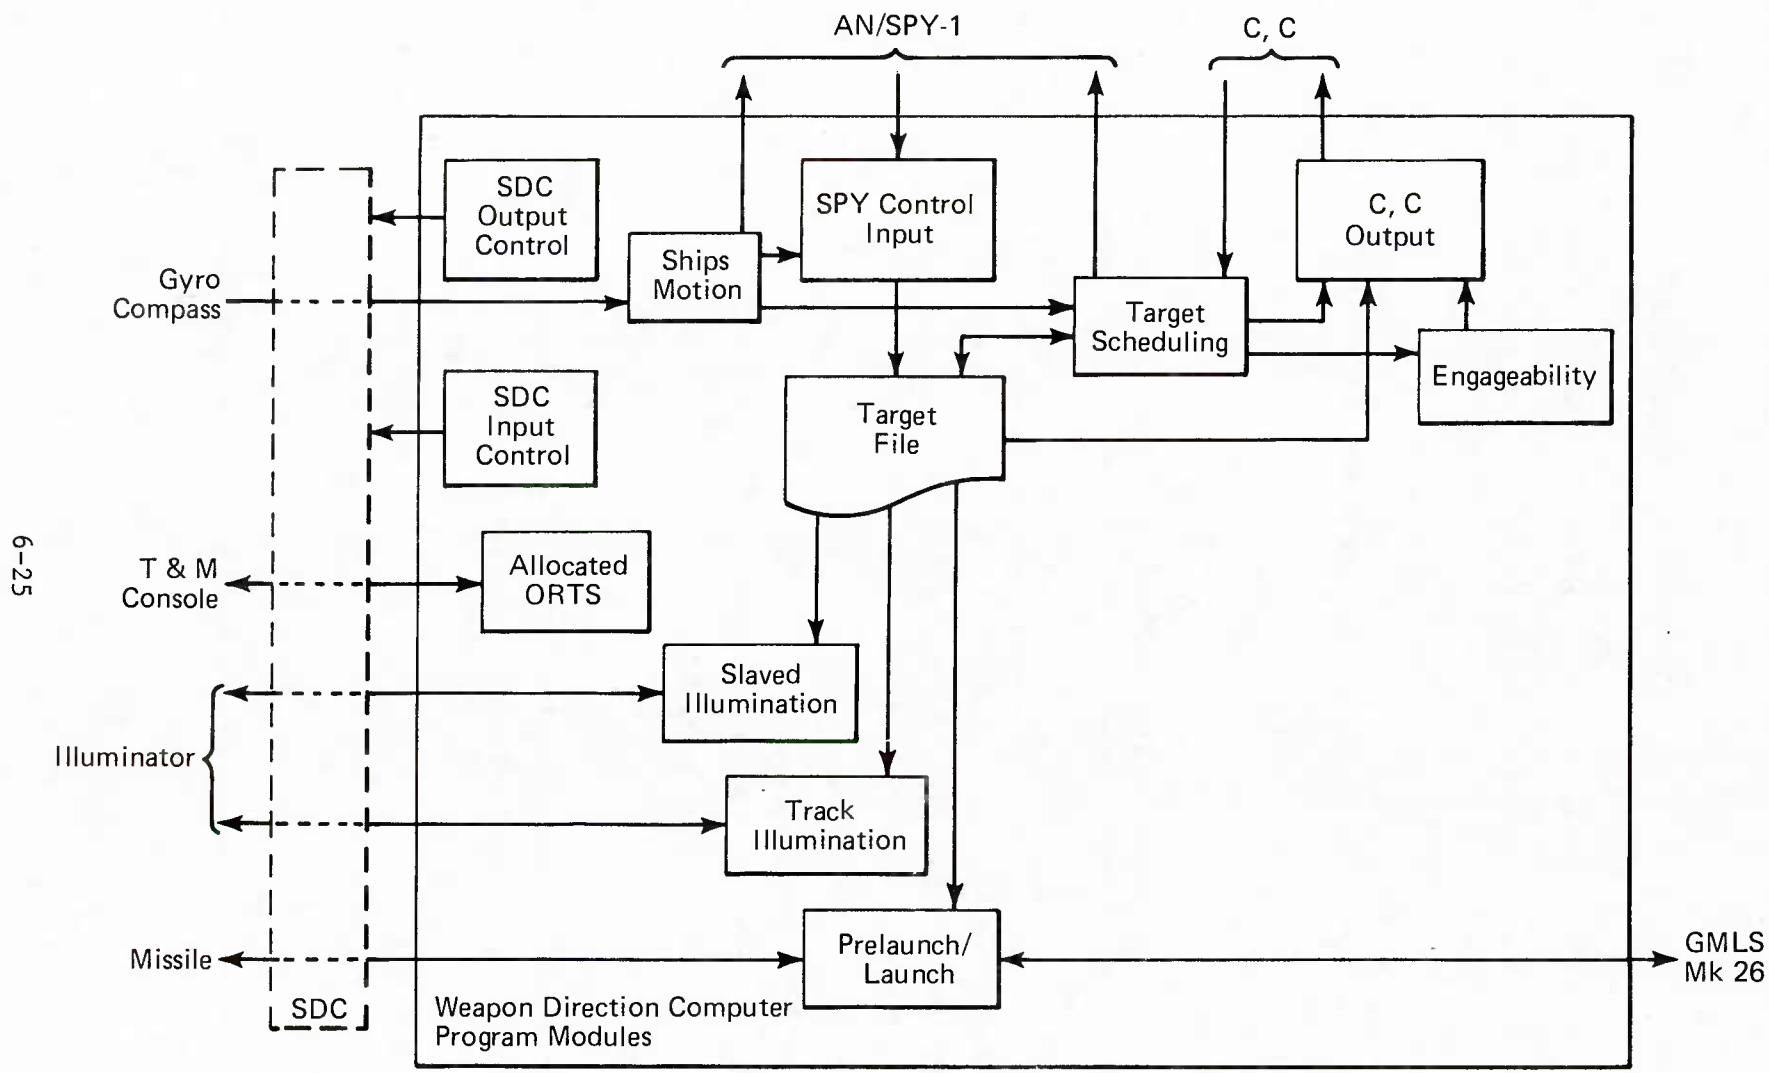 AN/SPY-1
C, C
SDC
Output
Control
SPY Control
Input
C, C
Output
Ships
Motion
Gyro
Compass
Target
Scheduling
Engageability
SDC
Input
Control
Target
File
6-25
T & M
Console
Allocated
ORTS
Slaved
Illumination
Illuminator
Track
Illumination
Missile
Prelaunch/
Launch
GMLS
Mk 26
SDC
Weapon Direction Computer
Program Modules